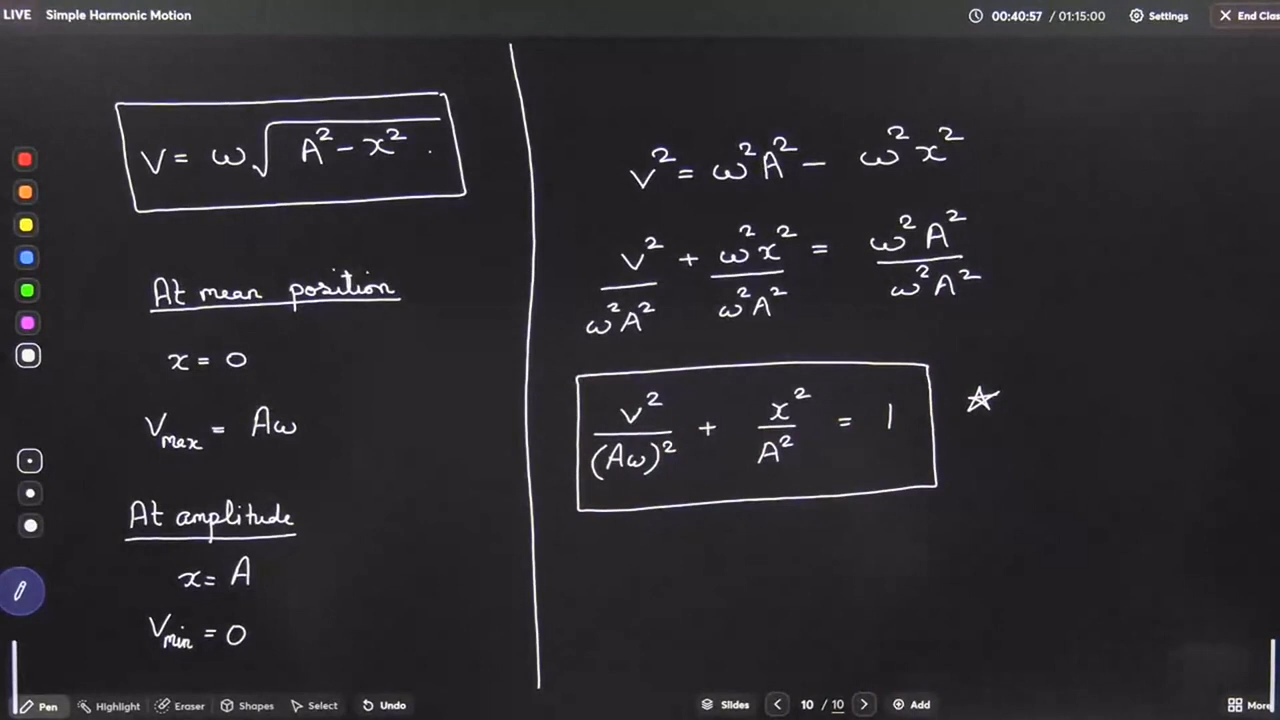 LIVE Simple Harmonic Motion 00:40:57 / 01:15:00 Settings End Clas
v = ω√(A² - x²)
At mean position
x = 0
Vmax = Aω
At amplitude
x = A
Vmin = 0
v² = ω²A² - ω²x²
v²/ω²A² + ω²x²/ω²A² = ω²A²/ω²A²
v²/(Aω)² + x²/A² = 1 ☆
Pen Highlight Eraser Shapes Select Undo Slides 10 / 10 Add More